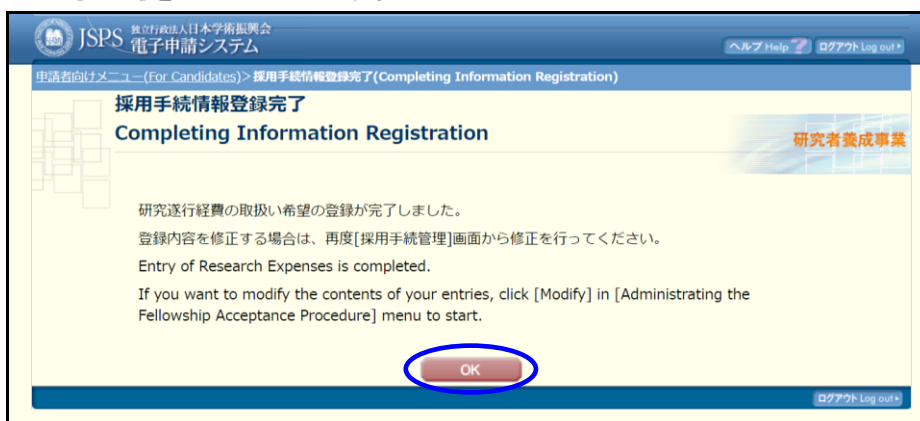 JSPS 独立行政法人日本学術振興会
電子申請システム
ヘルプ Help ? ログアウト Log out
申請者向けメニュー(For Candidates)>採用手続情報登録完了(Completing Information Registration)
採用手続情報登録完了
Completing Information Registration
研究者養成事業
研究遂行経費の取扱い希望の登録が完了しました。
登録内容を修正する場合は、再度[採用手続管理]画面から修正を行ってください。
Entry of Research Expenses is completed.
If you want to modify the contents of your entries, click [Modify] in [Administrating the
Fellowship Acceptance Procedure] menu to start.
OK
ログアウト Log out